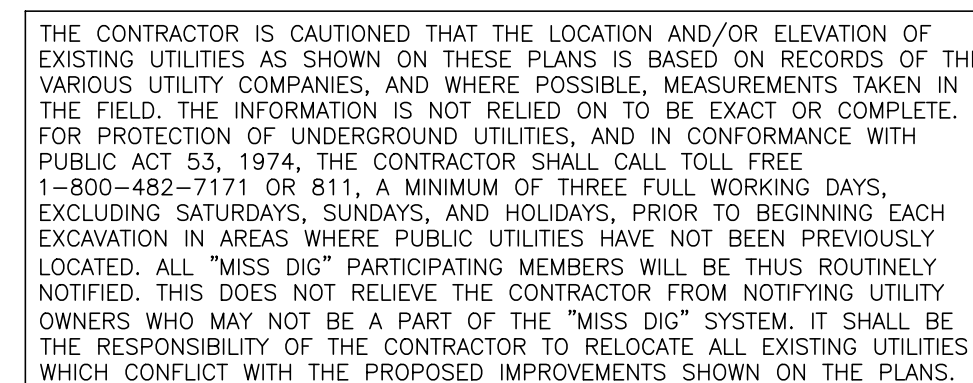 THE CONTRACTOR IS CAUTIONED THAT THE LOCATION AND/OR ELEVATION OF
EXISTING UTILITIES AS SHOWN ON THESE PLANS IS BASED ON RECORDS OF THE
VARIOUS UTILITY COMPANIES, AND WHERE POSSIBLE, MEASUREMENTS TAKEN IN
THE FIELD. THE INFORMATION IS NOT RELIED ON TO BE EXACT OR COMPLETE.
FOR PROTECTION OF UNDERGROUND UTILITIES, AND IN CONFORMANCE WITH
PUBLIC ACT 53, 1974, THE CONTRACTOR SHALL CALL TOLL FREE
1-800-482-7171 OR 811, A MINIMUM OF THREE FULL WORKING DAYS,
EXCLUDING SATURDAYS, SUNDAYS, AND HOLIDAYS, PRIOR TO BEGINNING EACH
EXCAVATION IN AREAS WHERE PUBLIC UTILITIES HAVE NOT BEEN PREVIOUSLY
LOCATED. ALL "MISS DIG" PARTICIPATING MEMBERS WILL BE THUS ROUTINELY
NOTIFIED. THIS DOES NOT RELIEVE THE CONTRACTOR FROM NOTIFYING UTILITY
OWNERS WHO MAY NOT BE A PART OF THE "MISS DIG" SYSTEM. IT SHALL BE
THE RESPONSIBILITY OF THE CONTRACTOR TO RELOCATE ALL EXISTING UTILITIES
WHICH CONFLICT WITH THE PROPOSED IMPROVEMENTS SHOWN ON THE PLANS.